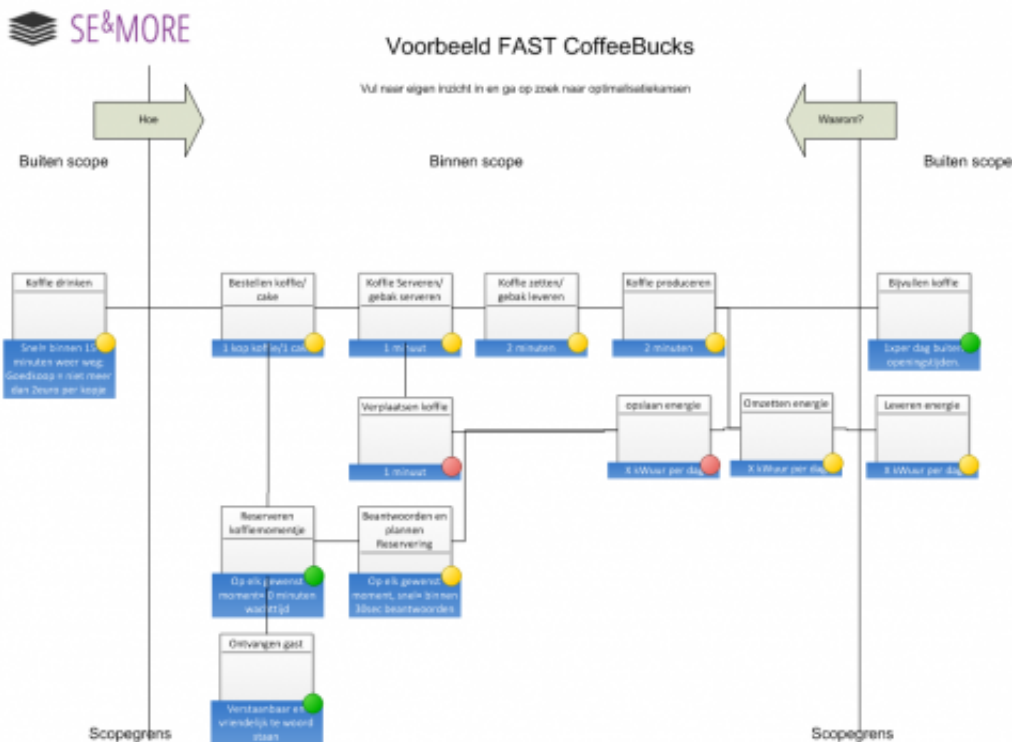 SE&MORE
Voorbeeld FAST CoffeeBucks
Vul naar eigen inzicht in en ga op zoek naar optimalisatiekansen
Hoe
Waarom?
Buiten scope
Binnen scope
Buiten scope
Koffie drinken
Snel= binnen 15
minuten weer weg;
Goedkoop = niet meer
dan 2euro per kopje
Bestellen koffie/
cake
1 kop koffie/1 cake
Koffie Serveren/
gebak serveren
1 minuut
Koffie zetten/
gebak leveren
2 minuten
Koffie produceren
2 minuten
Bijvullen koffie
1xper dag buiten
openingstijden.
Verplaatsen koffie
1 minuut
opslaan energie
X kWuur per dag
Omzetten energie
X kWuur per dag
Leveren energie
X kWuur per dag
Reserveren
koffiemomentje
Op elk gewenst
moment= 0 minuten
wachttijd
Beantwoorden en
plannen
Reservering
Op elk gewenst
moment, snel= binnen
30sec beantwoorden
Ontvangen gast
Verstaanbaar en
vriendelijk te woord
staan
Scopegrens
Scopegrens